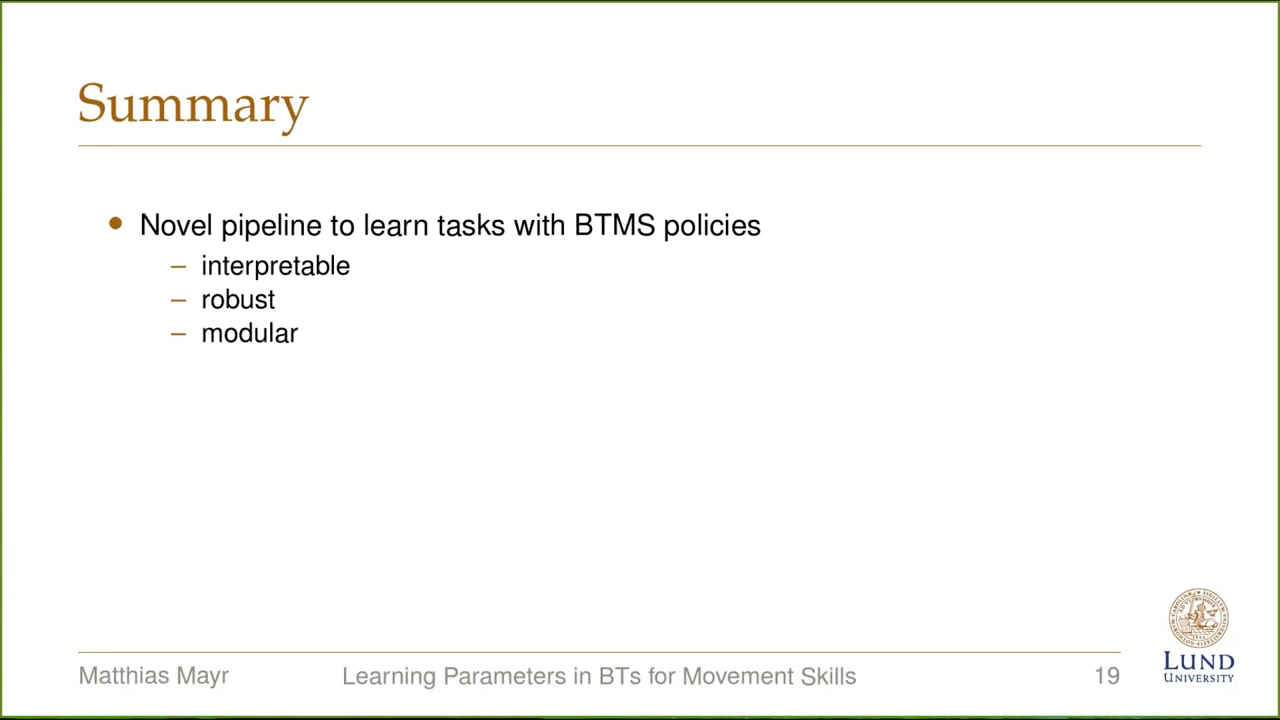 Summary
• Novel pipeline to learn tasks with BTMS policies
– interpretable
– robust
– modular
Matthias Mayr
Learning Parameters in BTs for Movement Skills
19
LUND
UNIVERSITY